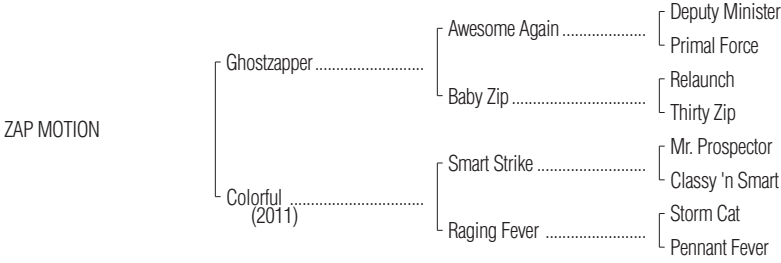 Deputy Minister
Awesome Again ....................
Primal Force
Ghostzapper ..........................
Relaunch
Baby Zip ................................
Thirty Zip
ZAP MOTION
Mr. Prospector
Smart Strike ..........................
Classy 'n Smart
Colorful ................................
(2011)
Storm Cat
Raging Fever ........................
Pennant Fever